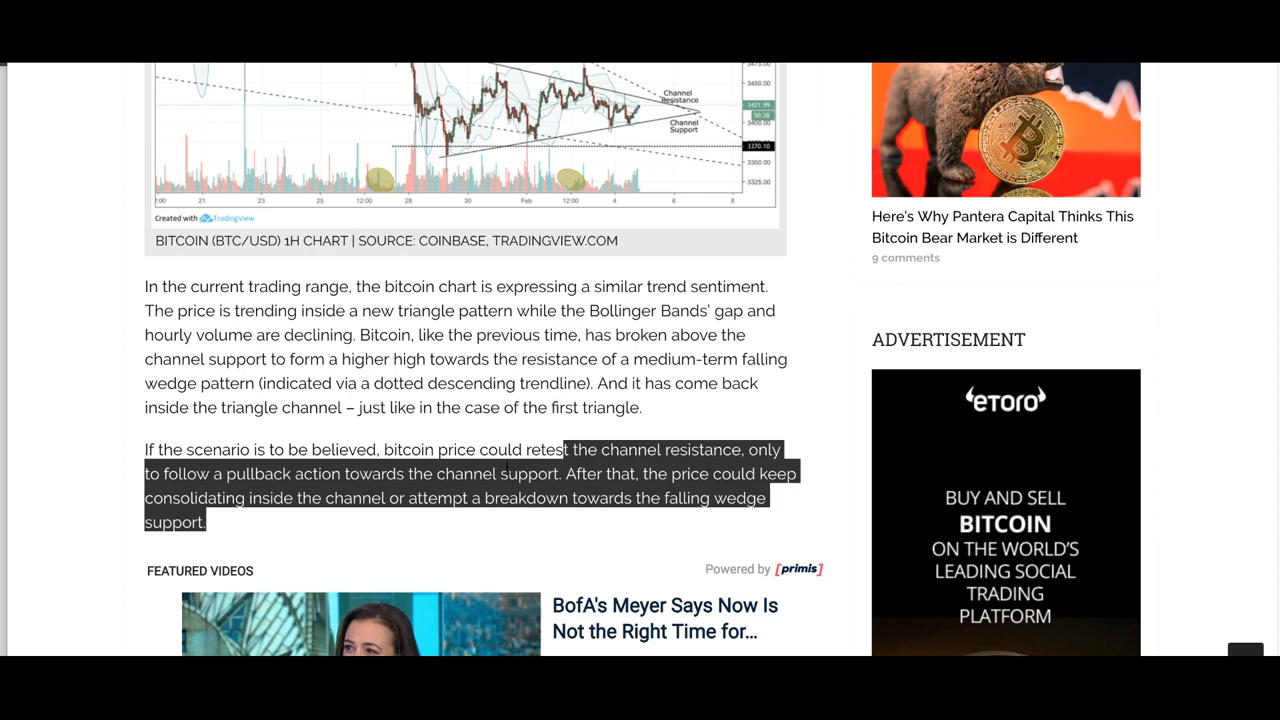 3475.00
3450.00
Channel
Resistance
3421.99
50:38
3400.00
Channel
Support
3370.10
3350.00
3325.00
:00 21 23 25 12:00 28 30 Feb 12:00 4 6 8
Created with TradingView
BITCOIN (BTC/USD) 1H CHART | SOURCE: COINBASE, TRADINGVIEW.COM
In the current trading range, the bitcoin chart is expressing a similar trend sentiment.
The price is trending inside a new triangle pattern while the Bollinger Bands’ gap and
hourly volume are declining. Bitcoin, like the previous time, has broken above the
channel support to form a higher high towards the resistance of a medium-term falling
wedge pattern (indicated via a dotted descending trendline). And it has come back
inside the triangle channel – just like in the case of the first triangle.
If the scenario is to be believed, bitcoin price could retest the channel resistance, only
to follow a pullback action towards the channel support. After that, the price could keep
consolidating inside the channel or attempt a breakdown towards the falling wedge
support.
FEATURED VIDEOS
Powered by [primis]
BofA's Meyer Says Now Is
Not the Right Time for...
Here’s Why Pantera Capital Thinks This
Bitcoin Bear Market is Different
9 comments
ADVERTISEMENT
eTORO
BUY AND SELL
BITCOIN
ON THE WORLD’S
LEADING SOCIAL
TRADING
PLATFORM